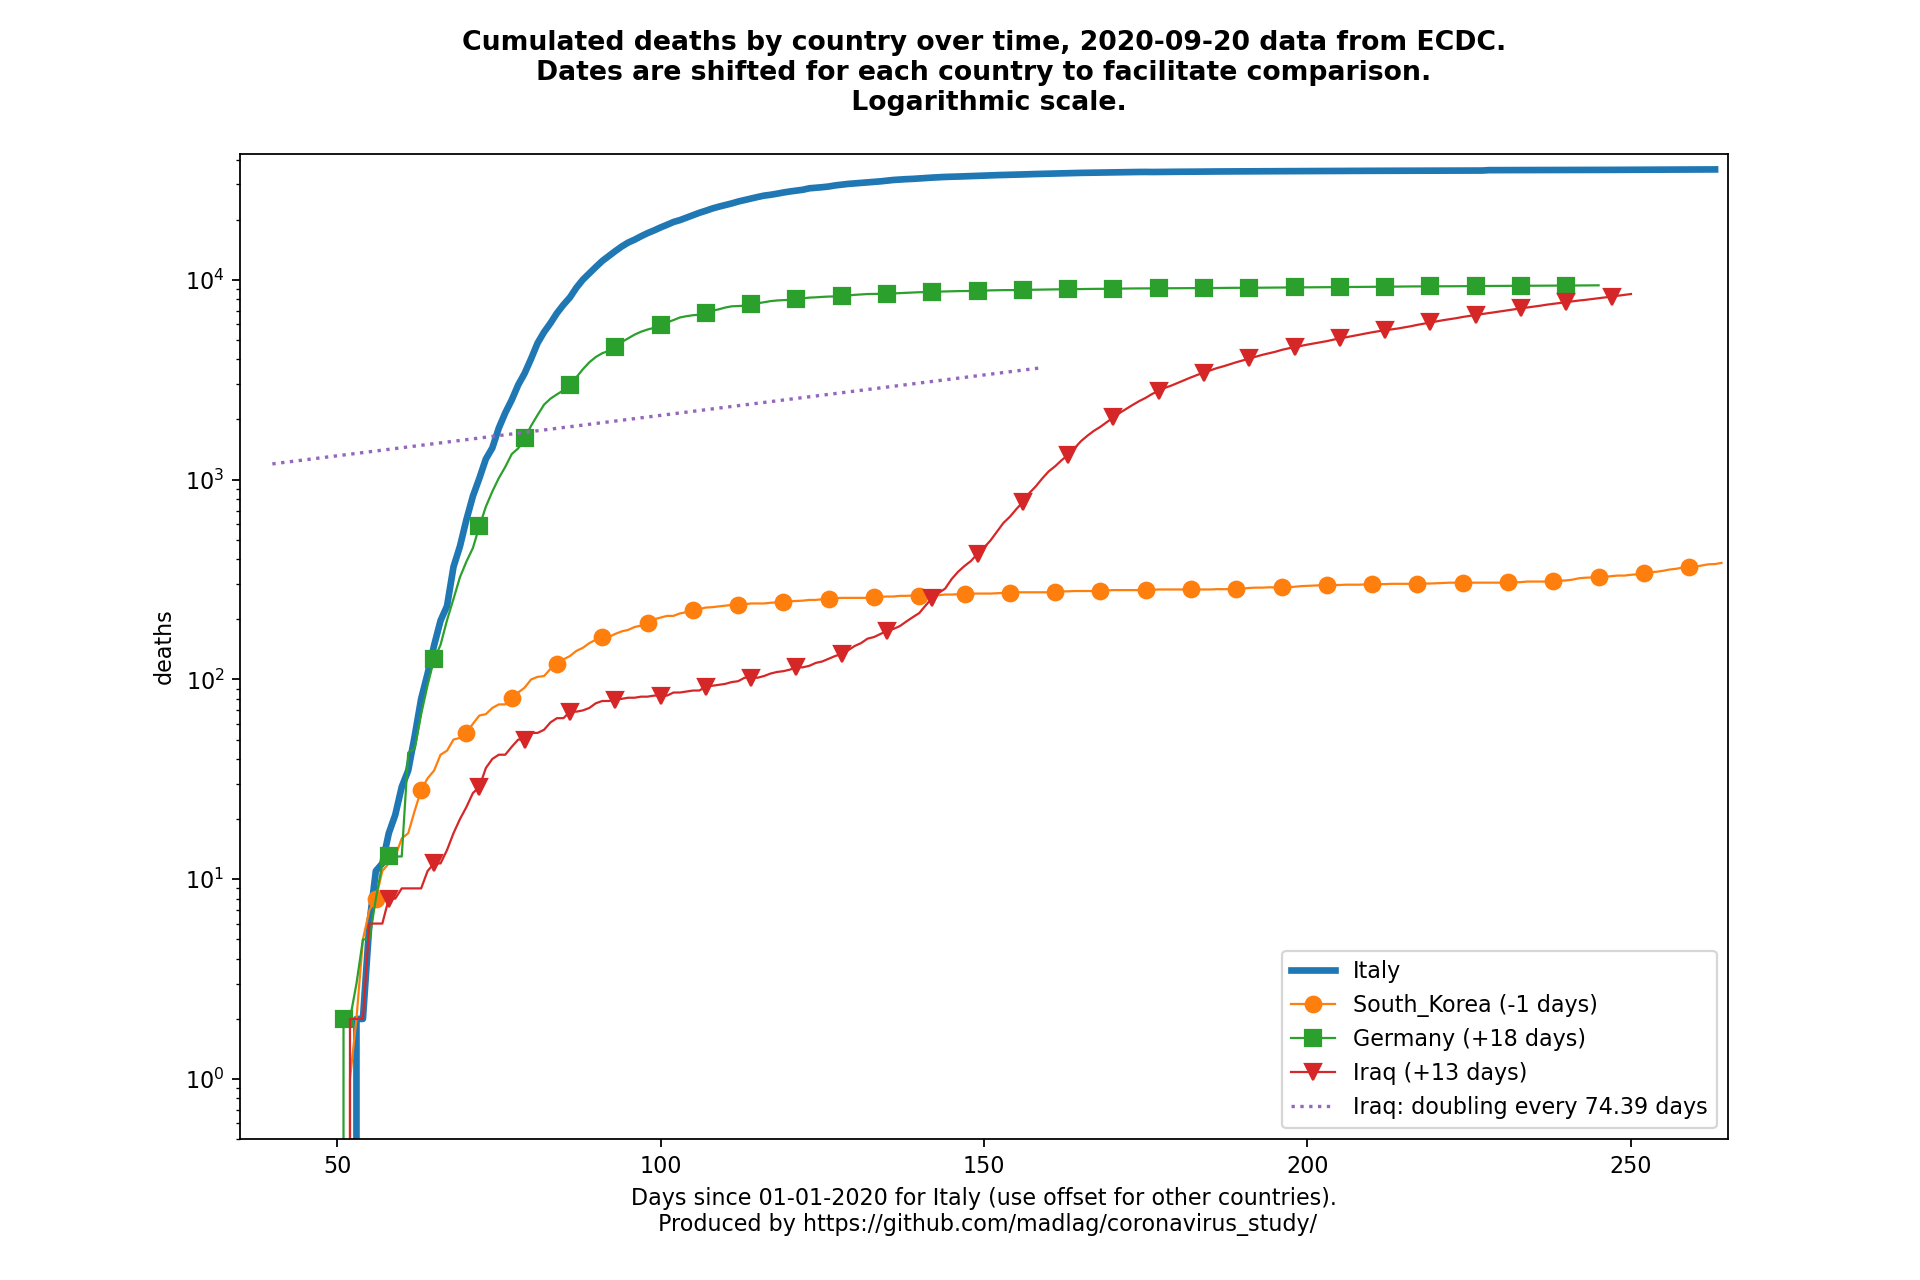 Cumulated deaths by country over time, 2020-09-20 data from ECDC.
Dates are shifted for each country to facilitate comparison.
Logarithmic scale.
10⁴
10³
10²
10¹
10⁰
deaths
50 100 150 200 250
Italy
South_Korea (-1 days)
Germany (+18 days)
Iraq (+13 days)
Iraq: doubling every 74.39 days
Days since 01-01-2020 for Italy (use offset for other countries).
Produced by https://github.com/madlag/coronavirus_study/